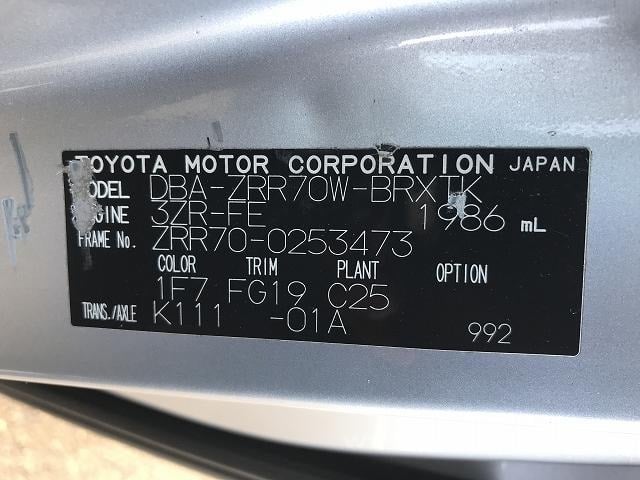 TOYOTA MOTOR CORPORATION JAPAN
MODEL DBA-ZRR70W-BRXTK
ENGINE 3ZR-FE 1986 mL
FRAME No. ZRR70-0253473
COLOR TRIM PLANT OPTION
1F7 FG19 C25
TRANS./AXLE K111 -01A
992